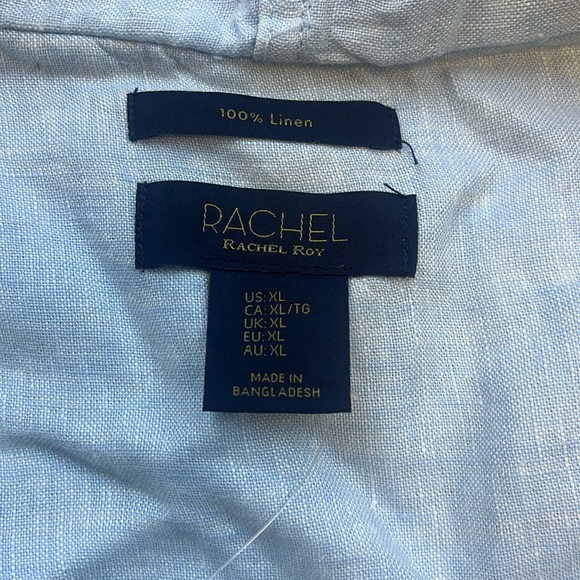 100% Linen
RACHEL
RACHEL ROY
US: XL
CA: XL/TG
UK: XL
EU: XL
AU: XL
MADE IN
BANGLADESH